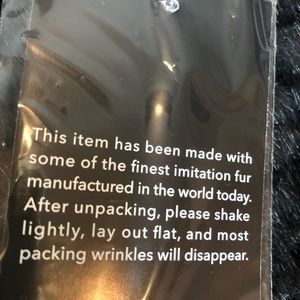 This item has been made with
some of the finest imitation fur
manufactured in the world today.
After unpacking, please shake
lightly, lay out flat, and most
packing wrinkles will disappear.